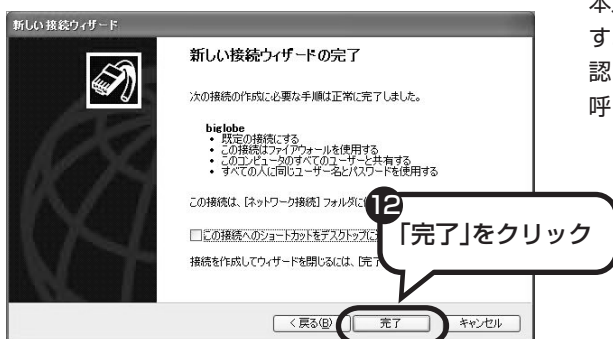 新しい接続ウィザード
新しい接続ウィザードの完了
次の接続の作成に必要な手順は正常に完了しました。
biglobe
• 既定の接続にする
• この接続はファイアウォールを使用する
• このコンピュータのすべてのユーザーと共有する
• すべての人に同じユーザー名とパスワードを使用する
この接続は、[ネットワーク接続] フォルダに
□この接続へのショートカットをデスクトップに
接続を作成してウィザードを閉じるには、[完了
12
「完了」をクリック
< 戻る(B)
完了
キャンセル
す
認
呼